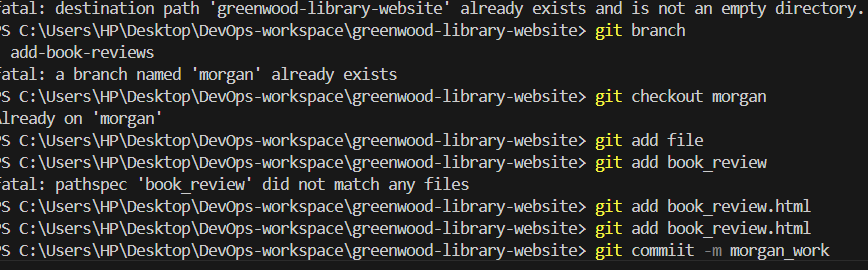 fatal: destination path 'greenwood-library-website' already exists and is not an empty directory.
PS C:\Users\HP\Desktop\DevOps-workspace\greenwood-library-website> git branch
add-book-reviews
fatal: a branch named 'morgan' already exists
PS C:\Users\HP\Desktop\DevOps-workspace\greenwood-library-website> git checkout morgan
Already on 'morgan'
PS C:\Users\HP\Desktop\DevOps-workspace\greenwood-library-website> git add file
PS C:\Users\HP\Desktop\DevOps-workspace\greenwood-library-website> git add book_review
fatal: pathspec 'book_review' did not match any files
PS C:\Users\HP\Desktop\DevOps-workspace\greenwood-library-website> git add book_review.html
PS C:\Users\HP\Desktop\DevOps-workspace\greenwood-library-website> git add book_review.html
PS C:\Users\HP\Desktop\DevOps-workspace\greenwood-library-website> git commiit -m morgan_work